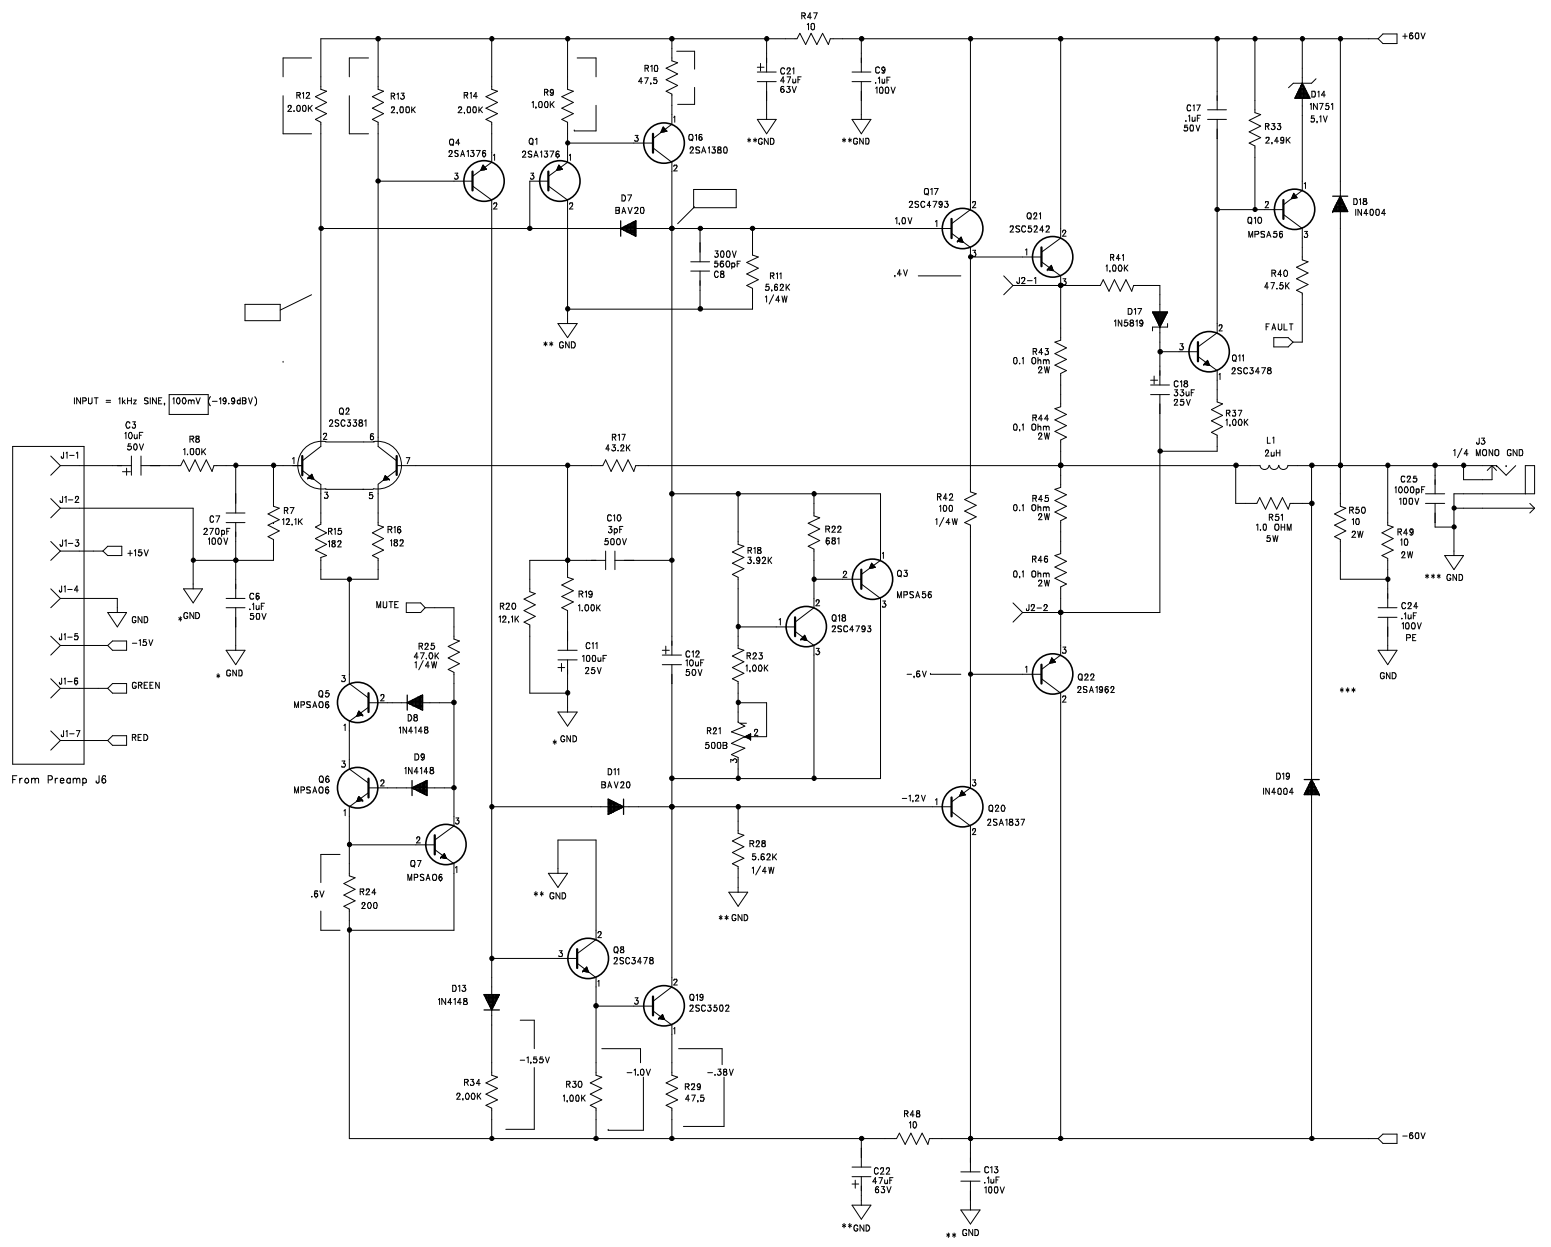 R47
10
+60V
R12
2.00K
R13
2.00K
R14
2.00K
R9
1.00K
R10
47.5
C21
47uF
63V
C9
.1uF
100V
**GND
**GND
Q4
2SA1376
Q1
2SA1376
Q16
2SA1380
D7
BAV20
300V
560pF
C8
R11
5.62K
1/4W
** GND
Q17
2SC4793
1.0V
.4V
Q21
2SC5242
J2-1
R41
1.00K
D17
1N5819
C17
.1uF
50V
R33
2.49K
D14
1N751
5.1V
Q10
MPSA56
D18
IN4004
R40
47.5K
FAULT
Q11
2SC3478
C18
33uF
25V
R37
1.00K
R43
0.1 Ohm
2W
R44
0.1 Ohm
2W
INPUT = 1kHz SINE, 100mV (-19.9dBV)
C3
10uF
50V
R8
1.00K
Q2
2SC3381
R17
43.2K
L1
2uH
J3
1/4 MONO GND
J1-1
J1-2
J1-3
+15V
J1-4
GND
J1-5
-15V
J1-6
GREEN
J1-7
RED
From Preamp J6
C7
270pF
100V
R7
12.1K
R15
182
R16
182
*GND
C6
.1uF
50V
* GND
C10
3pF
500V
R20
12.1K
R19
1.00K
C11
100uF
25V
* GND
R18
3.92K
R22
681
Q3
MPSA56
Q18
2SC4793
R23
1.00K
R21
500B
C12
10uF
50V
R42
100
1/4W
R45
0.1 Ohm
2W
R46
0.1 Ohm
2W
J2-2
R51
1.0 OHM
5W
R50
10
2W
R49
10
2W
C25
1000pF
100V
*** GND
C24
.1uF
100V
PE
GND
***
MUTE
R25
47.0K
1/4W
Q5
MPSA06
D8
1N4148
D9
1N4148
Q6
MPSA06
Q7
MPSA06
.6V
R24
200
-.6V
Q22
2SA1962
D11
BAV20
-1.2V
Q20
2SA1837
D19
IN4004
R28
5.62K
1/4W
** GND
** GND
Q8
2SC3478
Q19
2SC3502
D13
1N4148
-1.55V
-1.0V
-.38V
R34
2.00K
R30
1.00K
R29
47.5
R48
10
-60V
C22
47uF
63V
C13
.1uF
100V
**GND
** GND